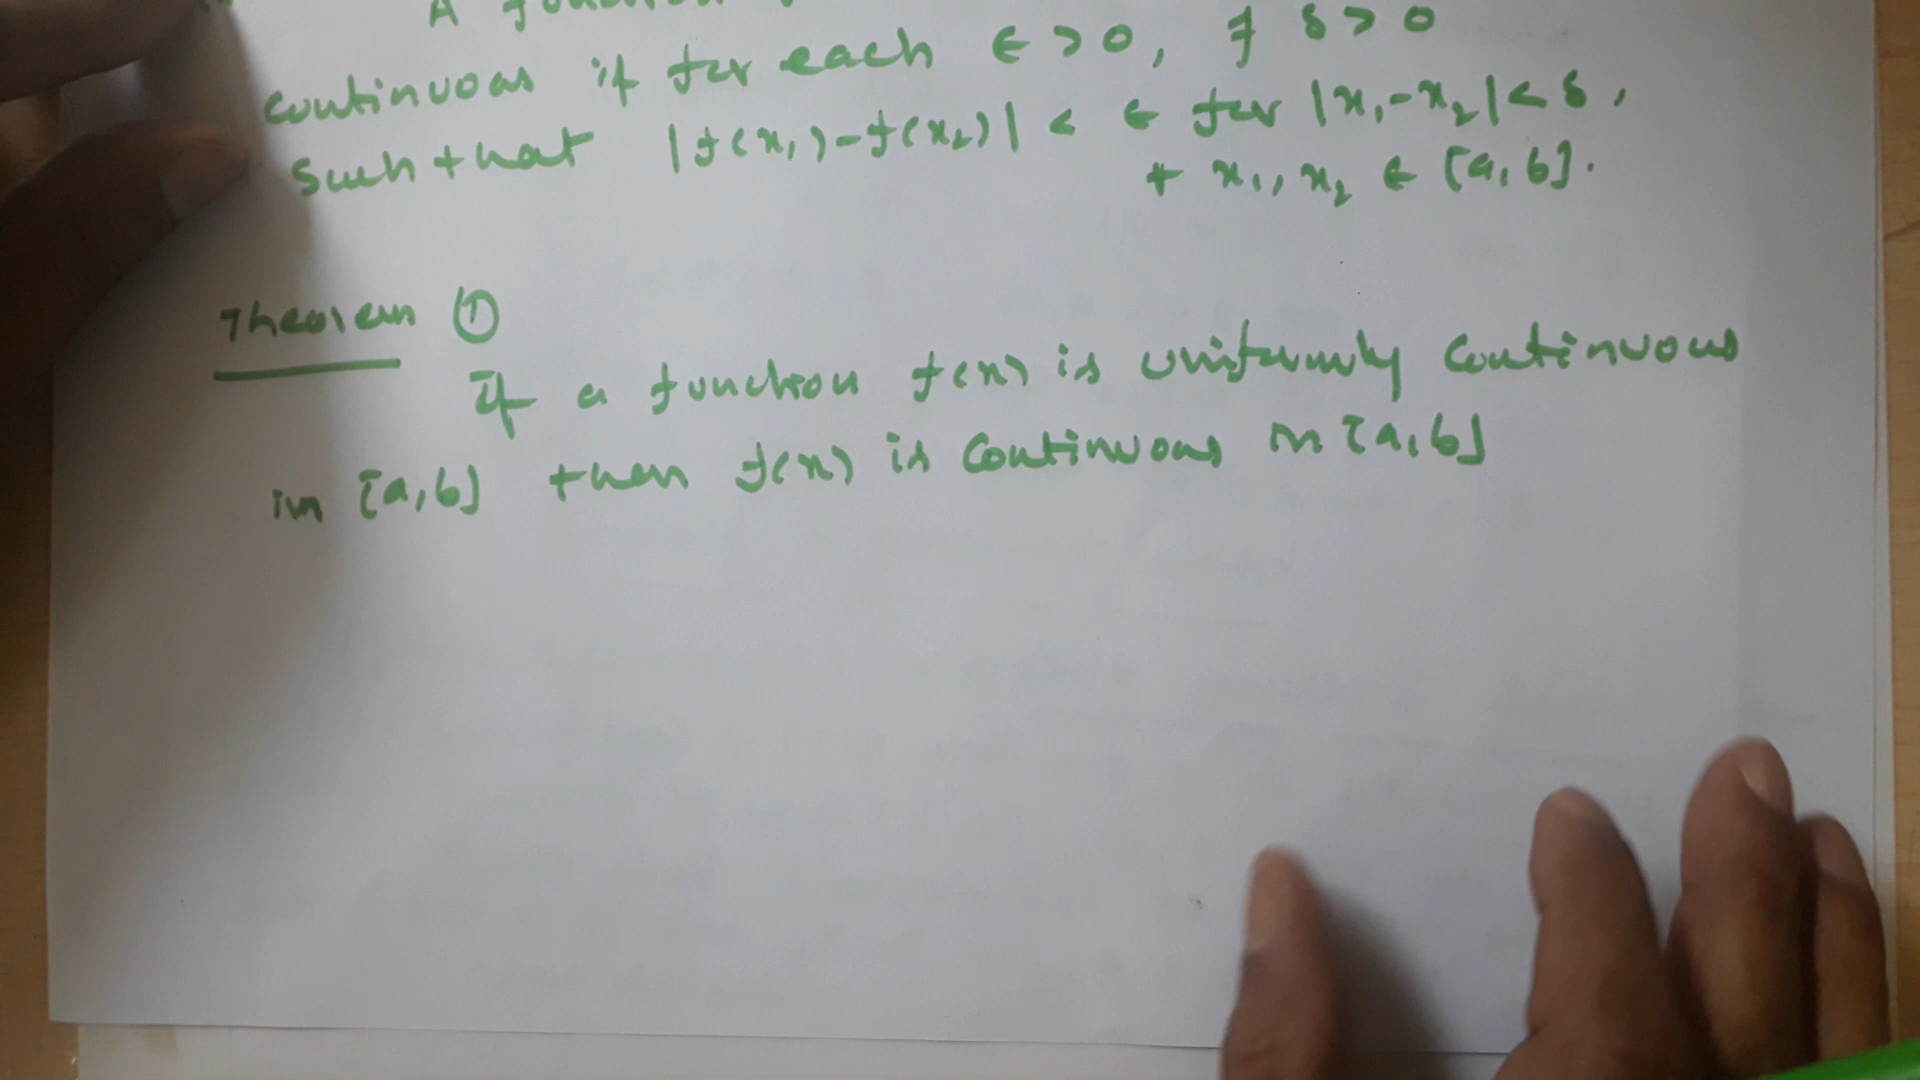 A function
continuous if for each ε > 0, ∃ δ > 0
such that |f(x₁) - f(x₂)| < ε for |x₁ - x₂| < δ,
∀ x₁, x₂ ∈ [a, b].
Theorem ①
If a function f(x) is uniformly continuous
in [a, b] then f(x) is continuous in [a, b]